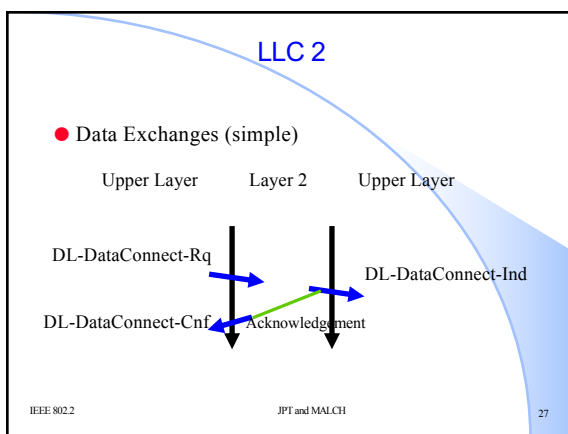 LLC 2
Data Exchanges (simple)
Upper Layer Layer 2 Upper Layer
DL-DataConnect-Rq
DL-DataConnect-Ind
DL-DataConnect-Cnf Acknowledgement
IEEE 802.2 JPT and MALCH 27